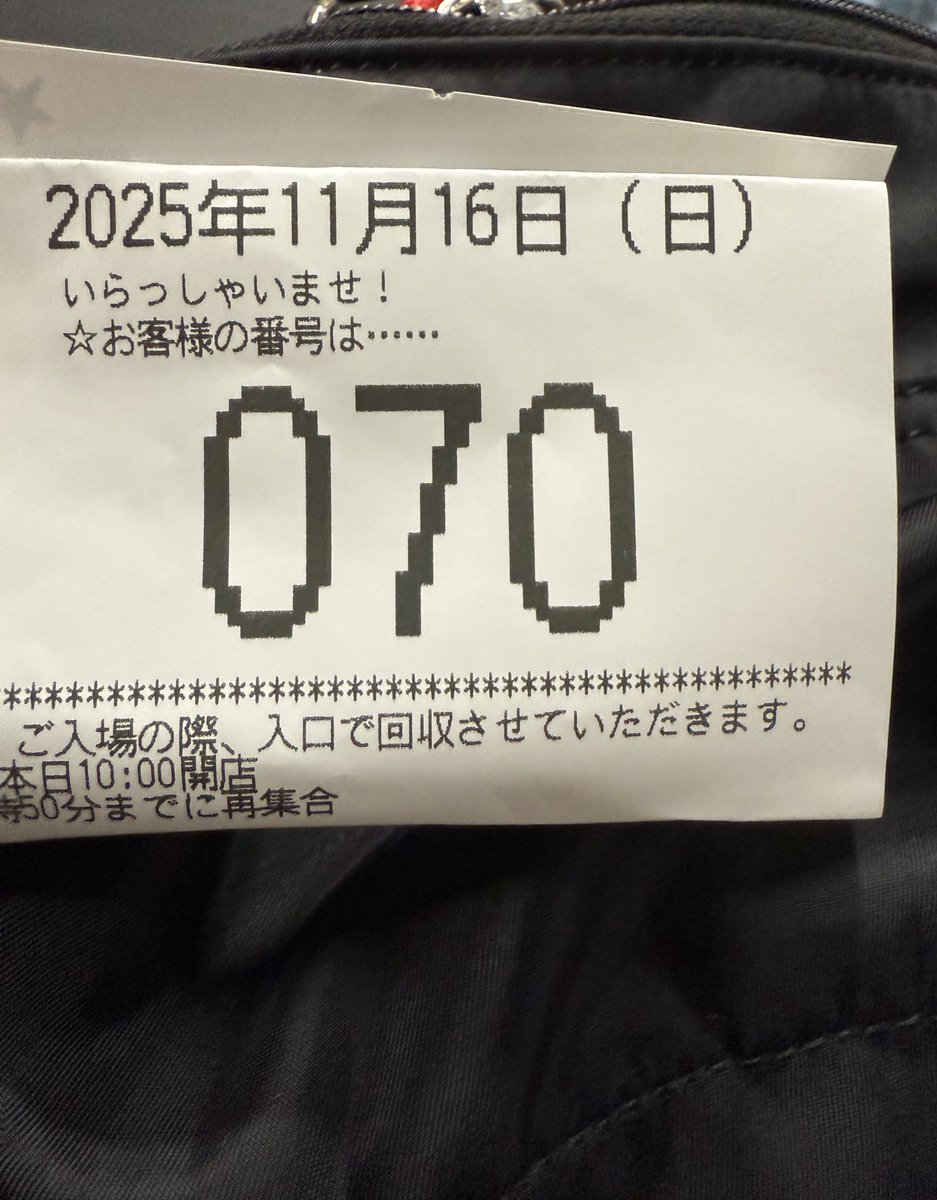 2025年11月16日（日）
いらっしゃいませ！
☆お客様の番号は……
070
*****************************************
ご入場の際、入口で回収させていただきます。
本日10:00開店
50分までに再集合